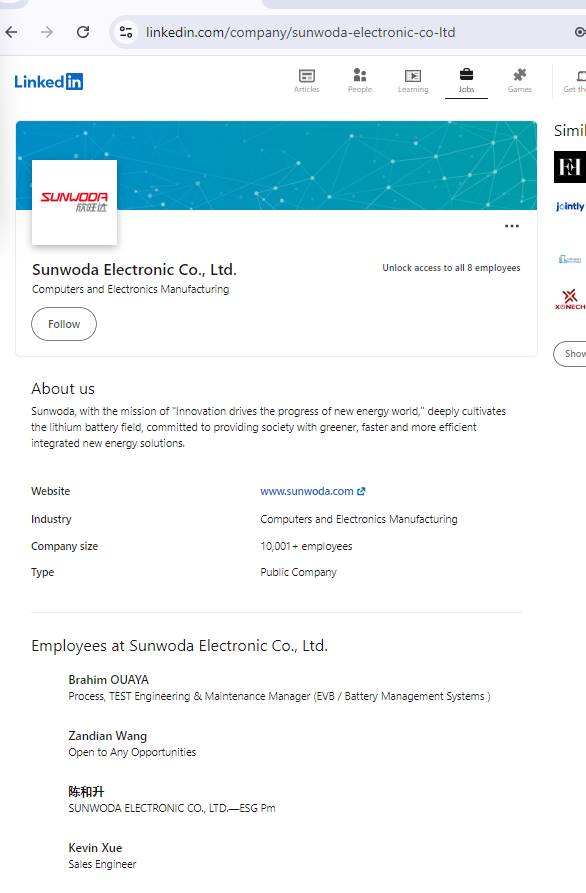 linkedin.com/company/sunwoda-electronic-co-ltd
Linked in
Articles
People
Learning
Jobs
Games
Get the
SUNWODA
欣旺达
Sunwoda Electronic Co., Ltd.
Unlock access to all 8 employees
Computers and Electronics Manufacturing
Follow
Simil
EH
jointly
XONECH
Show
About us
Sunwoda, with the mission of "Innovation drives the progress of new energy world," deeply cultivates
the lithium battery field, committed to providing society with greener, faster and more efficient
integrated new energy solutions.
Website www.sunwoda.com
Industry Computers and Electronics Manufacturing
Company size 10,001+ employees
Type Public Company
Employees at Sunwoda Electronic Co., Ltd.
Brahim OUAYA
Process, TEST Engineering & Maintenance Manager (EVB / Battery Management Systems )
Zandian Wang
Open to Any Opportunities
陈和升
SUNWODA ELECTRONIC CO., LTD.—ESG Pm
Kevin Xue
Sales Engineer